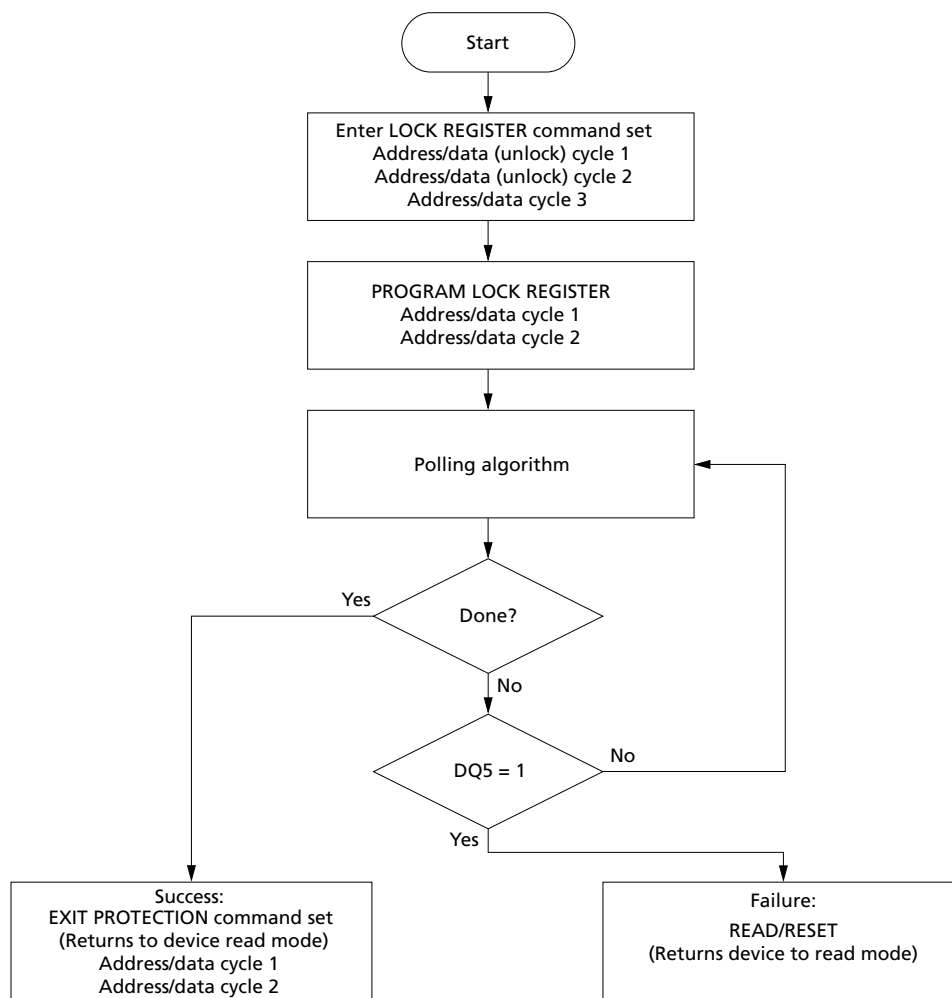 Start
Enter LOCK REGISTER command set
Address/data (unlock) cycle 1
Address/data (unlock) cycle 2
Address/data cycle 3
PROGRAM LOCK REGISTER
Address/data cycle 1
Address/data cycle 2
Polling algorithm
Yes
Done?
No
DQ5 = 1
No
Yes
Success:
EXIT PROTECTION command set
(Returns to device read mode)
Address/data cycle 1
Address/data cycle 2
Failure:
READ/RESET
(Returns device to read mode)